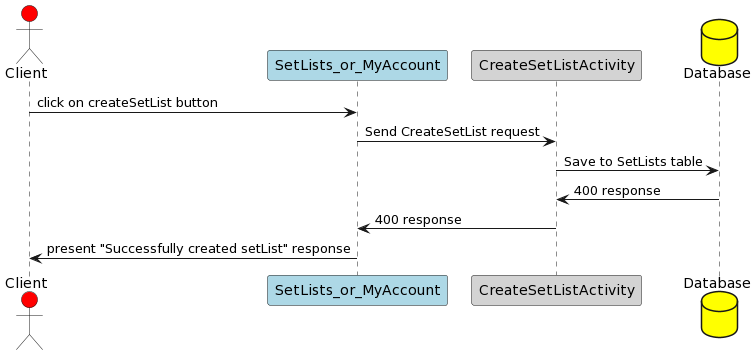 Client
SetLists_or_MyAccount
CreateSetListActivity
Database
click on createSetList button
Send CreateSetList request
Save to SetLists table
400 response
400 response
present "Successfully created setList" response
Client
SetLists_or_MyAccount
CreateSetListActivity
Database